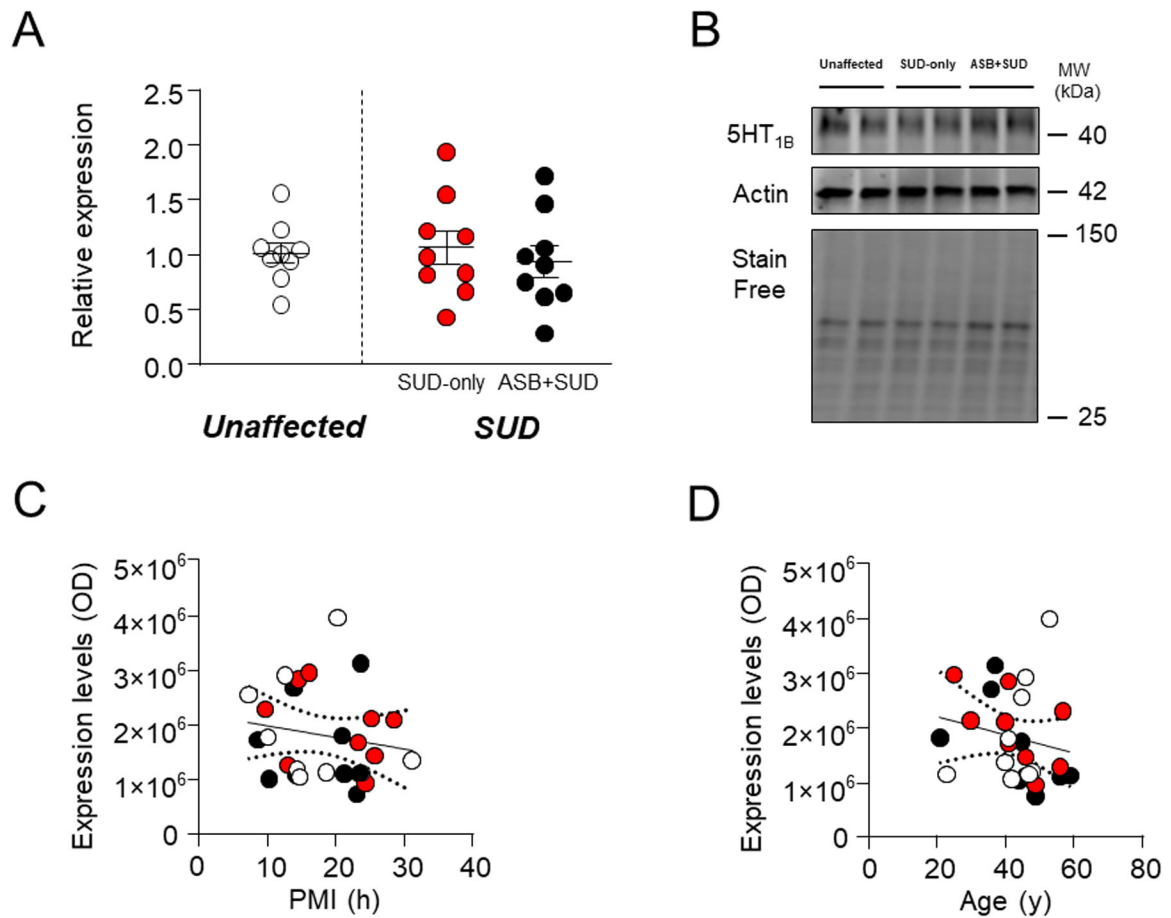 A
Relative expression
2.5
2.0
1.5
1.0
0.5
0.0
SUD-only ASB+SUD
Unaffected SUD
B
Unaffected SUD-only ASB+SUD
MW
(kDa)
5HT1B
40
Actin
42
150
Stain
Free
25
C
Expression levels (OD)
5×10⁶
4×10⁶
3×10⁶
2×10⁶
1×10⁶
0
0 10 20 30 40
PMI (h)
D
Expression levels (OD)
5×10⁶
4×10⁶
3×10⁶
2×10⁶
1×10⁶
0
0 20 40 60 80
Age (y)